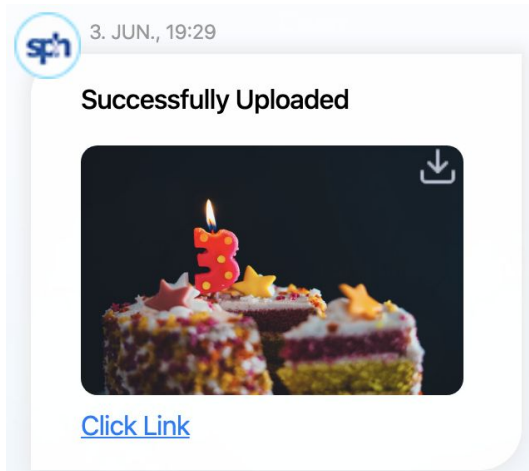 sph
3. JUN., 19:29
Successfully Uploaded
3
Click Link